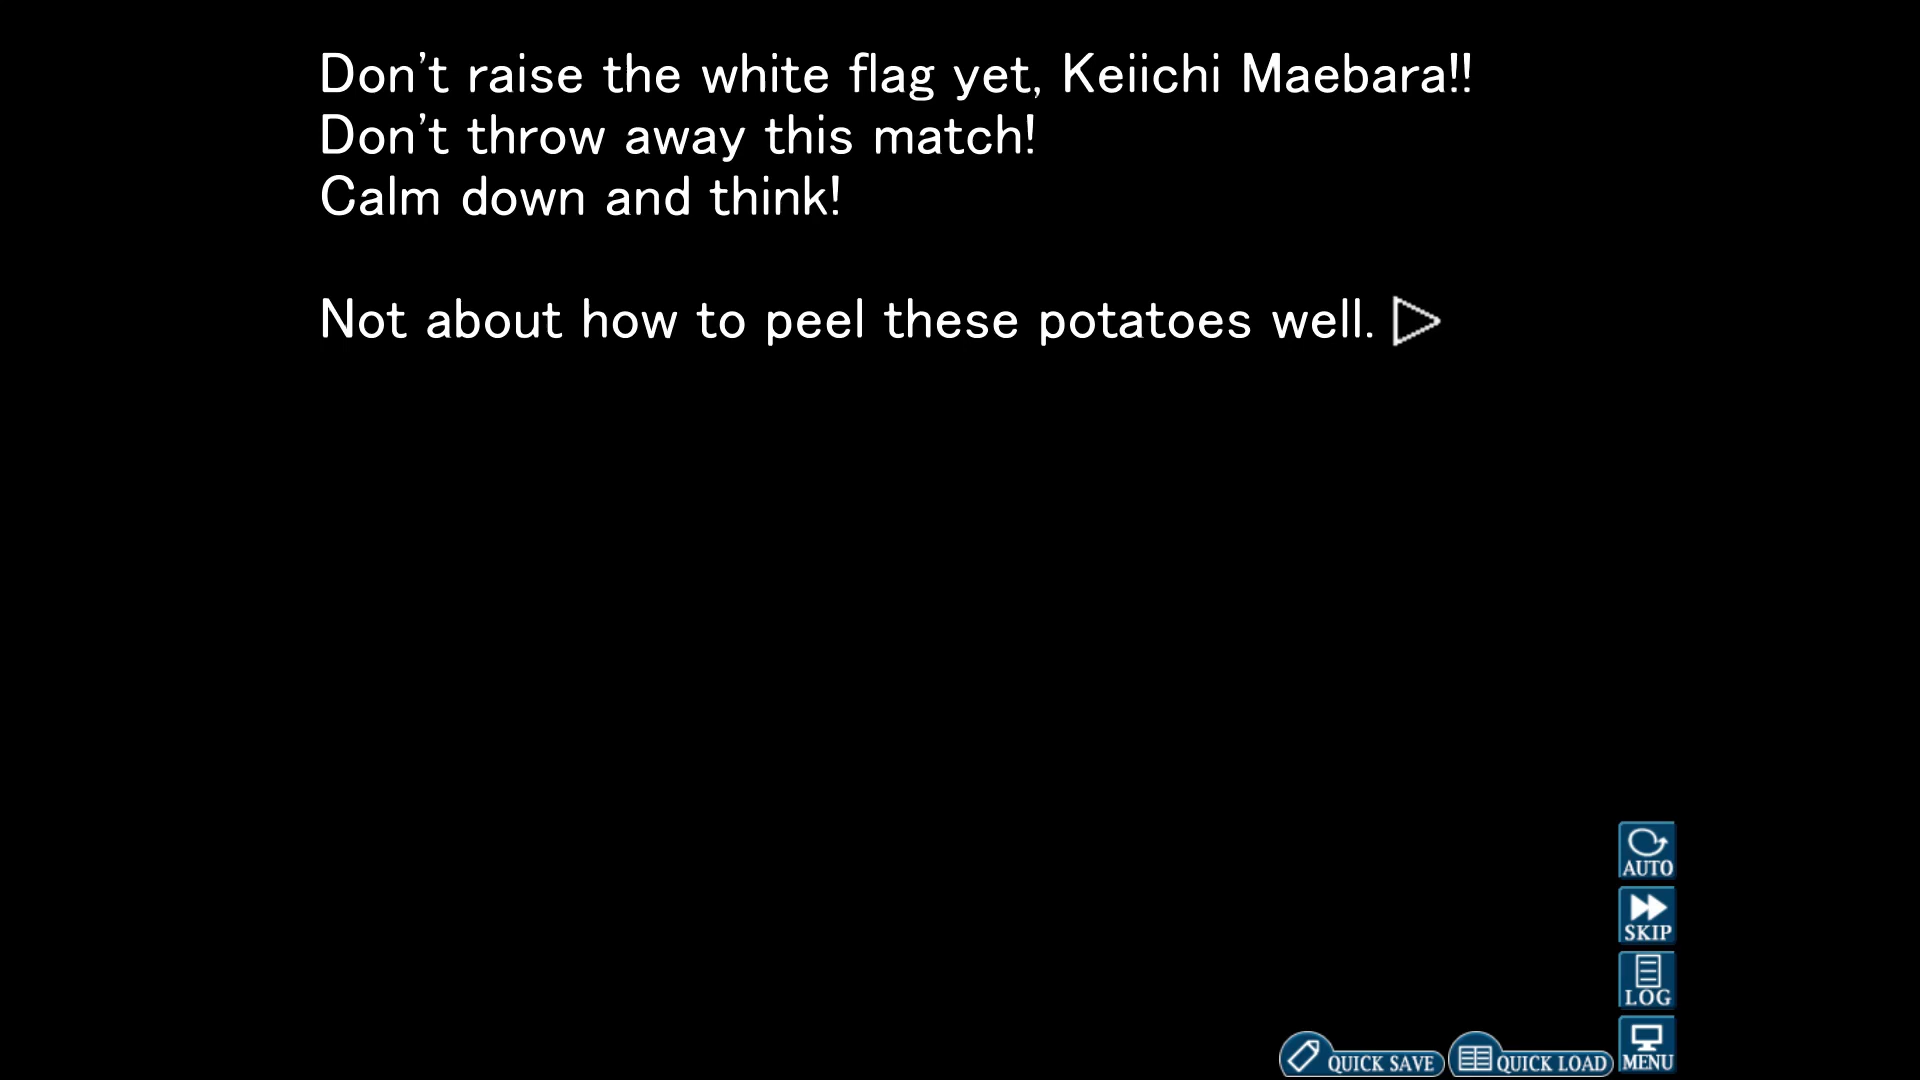 Don't raise the white flag yet, Keiichi Maebara!!
Don't throw away this match!
Calm down and think!
Not about how to peel these potatoes well.
AUTO
SKIP
LOG
QUICK SAVE
QUICK LOAD
MENU